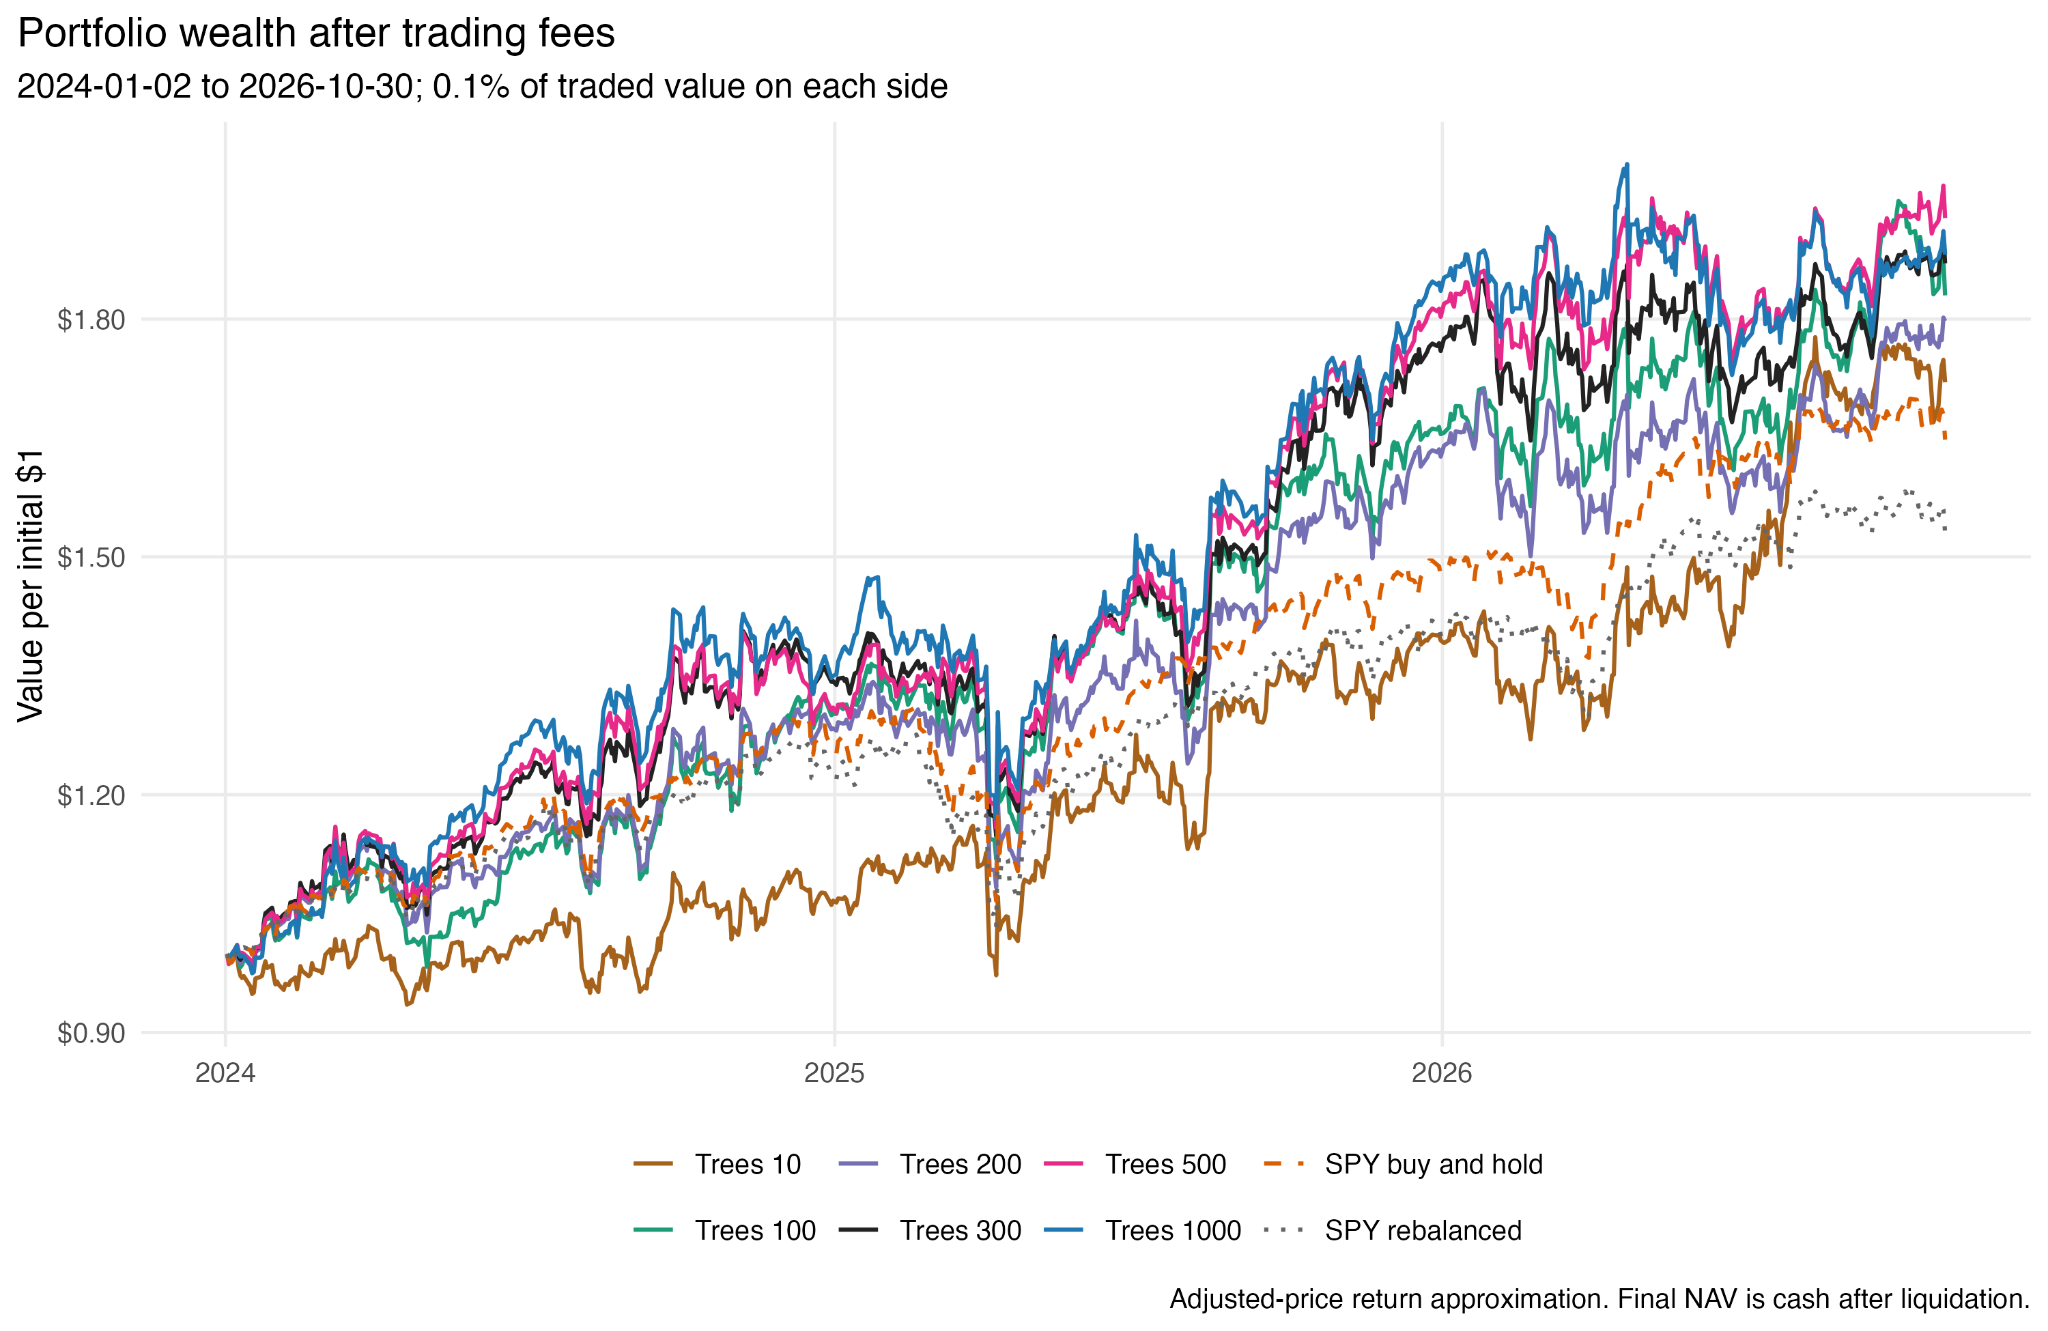 Portfolio wealth after trading fees
2024-01-02 to 2026-10-30; 0.1% of traded value on each side
Value per initial $1
$1.80
$1.50
$1.20
$0.90
2024 2025 2026
Trees 10 Trees 200 Trees 500 SPY buy and hold
Trees 100 Trees 300 Trees 1000 SPY rebalanced
Adjusted-price return approximation. Final NAV is cash after liquidation.